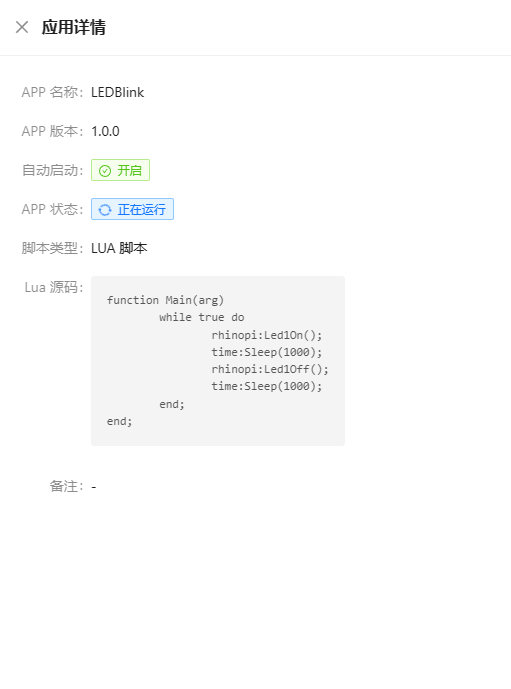 应用详情
APP 名称： LEDBlink
APP 版本： 1.0.0
自动启动： 开启
APP 状态： 正在运行
脚本类型： LUA 脚本
Lua 源码：
function Main(arg)
        while true do
                rhinopi:Led1On();
                time:Sleep(1000);
                rhinopi:Led1Off();
                time:Sleep(1000);
        end;
end;
备注： -